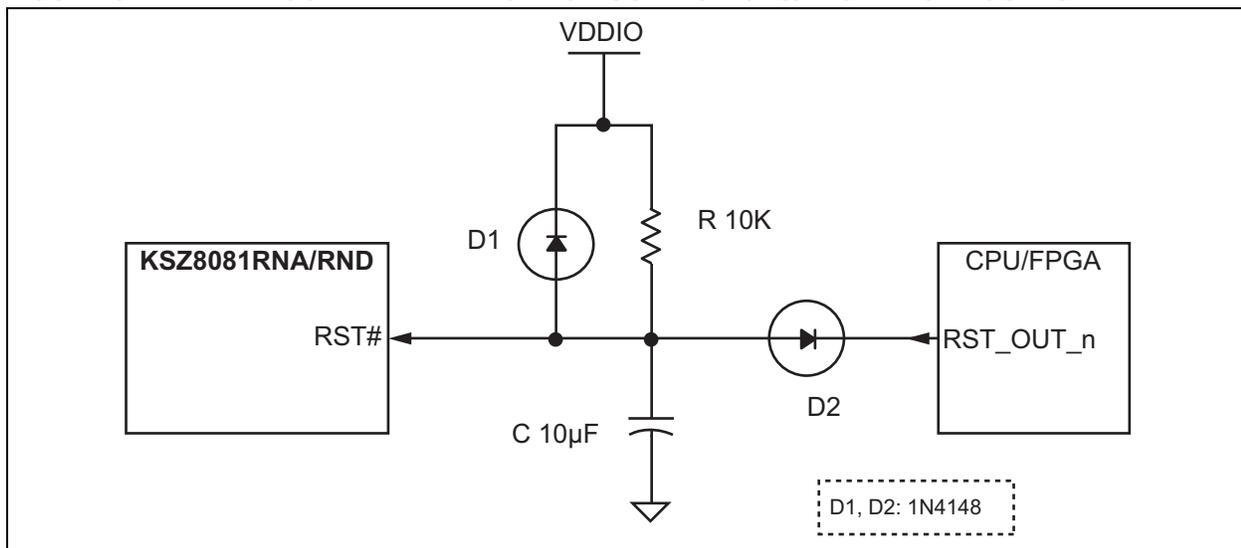 VDDIO
D1
R 10K
KSZ8081RNA/RND
CPU/FPGA
RST#
RST_OUT_n
D2
C 10µF
D1, D2: 1N4148